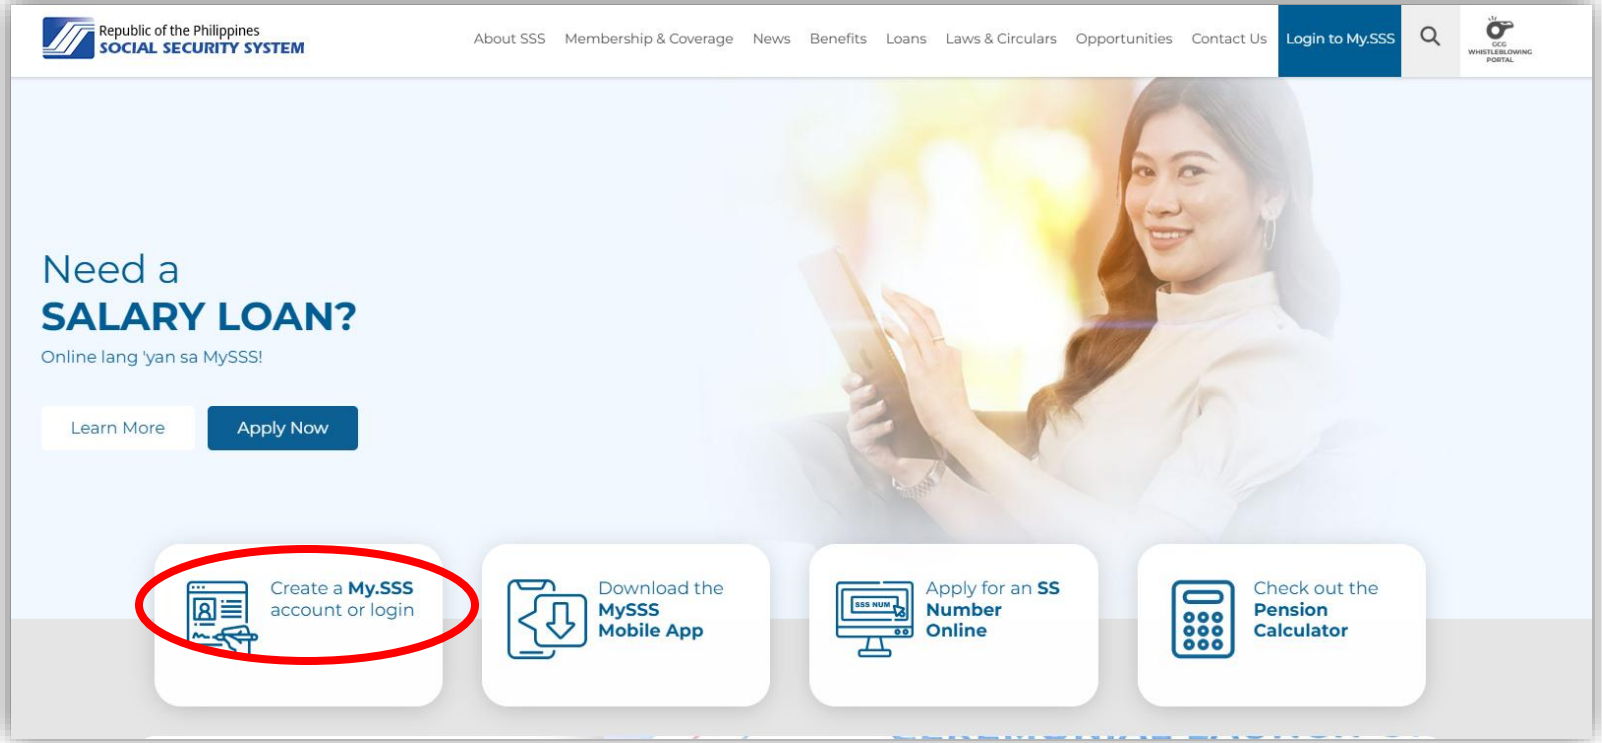 Republic of the Philippines
SOCIAL SECURITY SYSTEM
About SSS Membership & Coverage News Benefits Loans Laws & Circulars Opportunities Contact Us Login to My.SSS
GCG
WHISTLEBLOWING
PORTAL
Need a
SALARY LOAN?
Online lang 'yan sa MySSS!
Learn More Apply Now
Create a My.SSS
account or login
Download the
MySSS
Mobile App
SSS NUM
Apply for an SS
Number
Online
Check out the
Pension
Calculator